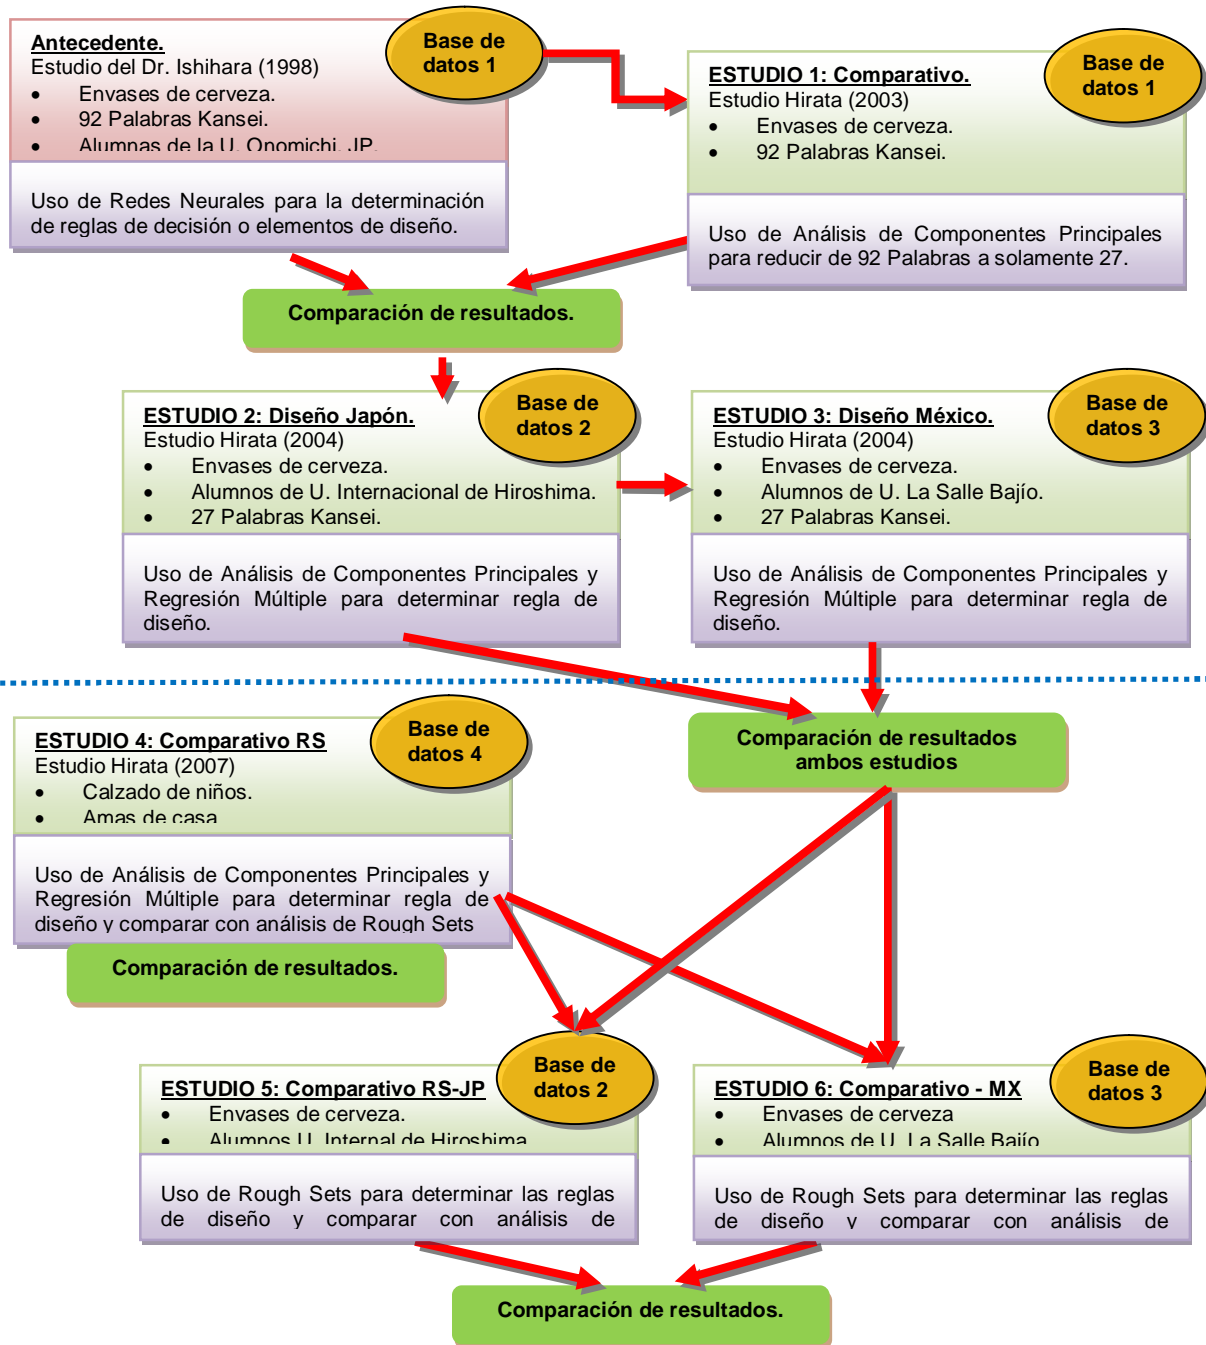 Antecedente.
Estudio del Dr. Ishihara (1998)
• Envases de cerveza.
• 92 Palabras Kansei.
• Alumnas de la U. Onomichi. JP.
Base de
datos 1
Uso de Redes Neurales para la determinación
de reglas de decisión o elementos de diseño.
ESTUDIO 1: Comparativo.
Estudio Hirata (2003)
• Envases de cerveza.
• 92 Palabras Kansei.
Base de
datos 1
Uso de Análisis de Componentes Principales
para reducir de 92 Palabras a solamente 27.
Comparación de resultados.
ESTUDIO 2: Diseño Japón.
Estudio Hirata (2004)
• Envases de cerveza.
• Alumnos de U. Internacional de Hiroshima.
• 27 Palabras Kansei.
Base de
datos 2
Uso de Análisis de Componentes Principales y
Regresión Múltiple para determinar regla de
diseño.
ESTUDIO 3: Diseño México.
Estudio Hirata (2004)
• Envases de cerveza.
• Alumnos de U. La Salle Bajío.
• 27 Palabras Kansei.
Base de
datos 3
Uso de Análisis de Componentes Principales y
Regresión Múltiple para determinar regla de
diseño.
Comparación de resultados
ambos estudios
ESTUDIO 4: Comparativo RS
Estudio Hirata (2007)
• Calzado de niños.
• Amas de casa
Base de
datos 4
Uso de Análisis de Componentes Principales y
Regresión Múltiple para determinar regla de
diseño y comparar con análisis de Rough Sets
Comparación de resultados.
ESTUDIO 5: Comparativo RS-JP
• Envases de cerveza.
• Alumnos U. Internal de Hiroshima
Base de
datos 2
Uso de Rough Sets para determinar las reglas
de diseño y comparar con análisis de
ESTUDIO 6: Comparativo - MX
• Envases de cerveza
• Alumnos de U. La Salle Bajío
Base de
datos 3
Uso de Rough Sets para determinar las reglas
de diseño y comparar con análisis de
Comparación de resultados.